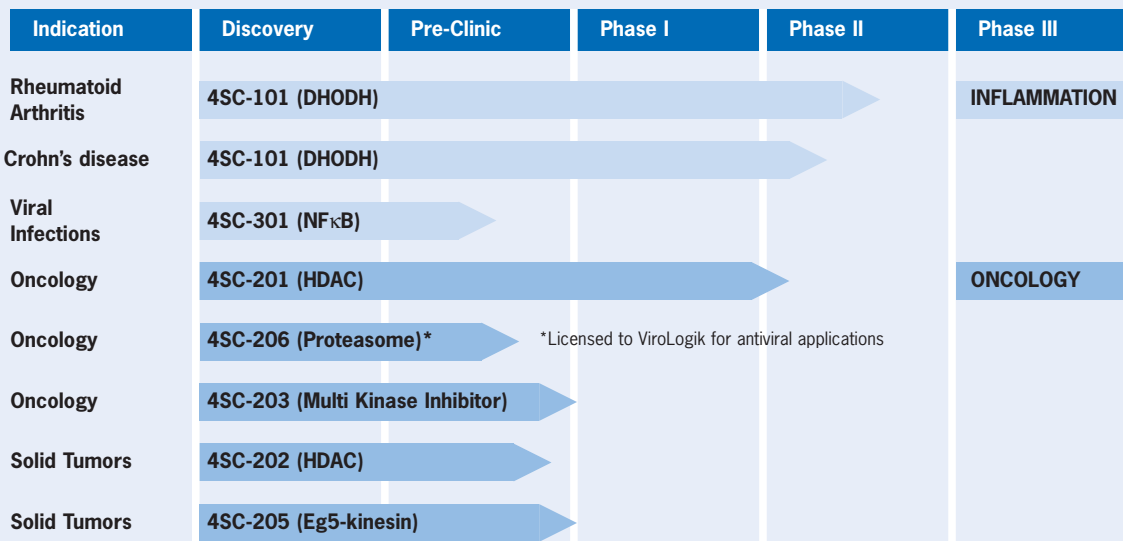 Indication Discovery Pre-Clinic Phase I Phase II Phase III
Rheumatoid
Arthritis
4SC-101 (DHODH)
INFLAMMATION
Crohn's disease
4SC-101 (DHODH)
Viral
Infections
4SC-301 (NFκB)
Oncology
4SC-201 (HDAC)
ONCOLOGY
Oncology
4SC-206 (Proteasome)*
*Licensed to ViroLogik for antiviral applications
Oncology
4SC-203 (Multi Kinase Inhibitor)
Solid Tumors
4SC-202 (HDAC)
Solid Tumors
4SC-205 (Eg5-kinesin)